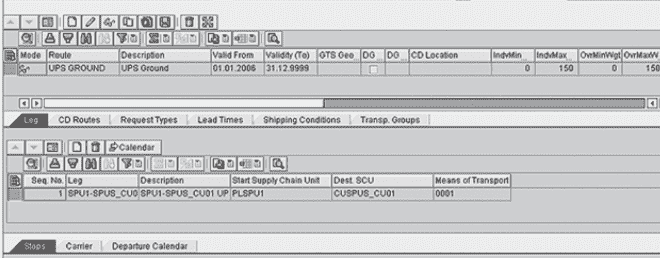 Mode Route Description Valid From Validity (To) GTS Geo... DG ... DG ... CD Location IndvMin... IndvMax... OvrMinWgt OvrMaxW
UPS GROUND UPS Ground 01.01.2006 31.12.9999 0 150 0 150
Leg CD Routes Request Types Lead Times Shipping Conditions Transp. Groups
Calendar
Seq. No. Leg Description Start Supply Chain Unit Dest. SCU Means of Transport
1 SPU1-SPUS_CU0 SPU1-SPUS_CU01 UP PLSPU1 CUSPUS_CU01 0001
Stops Carrier Departure Calendar